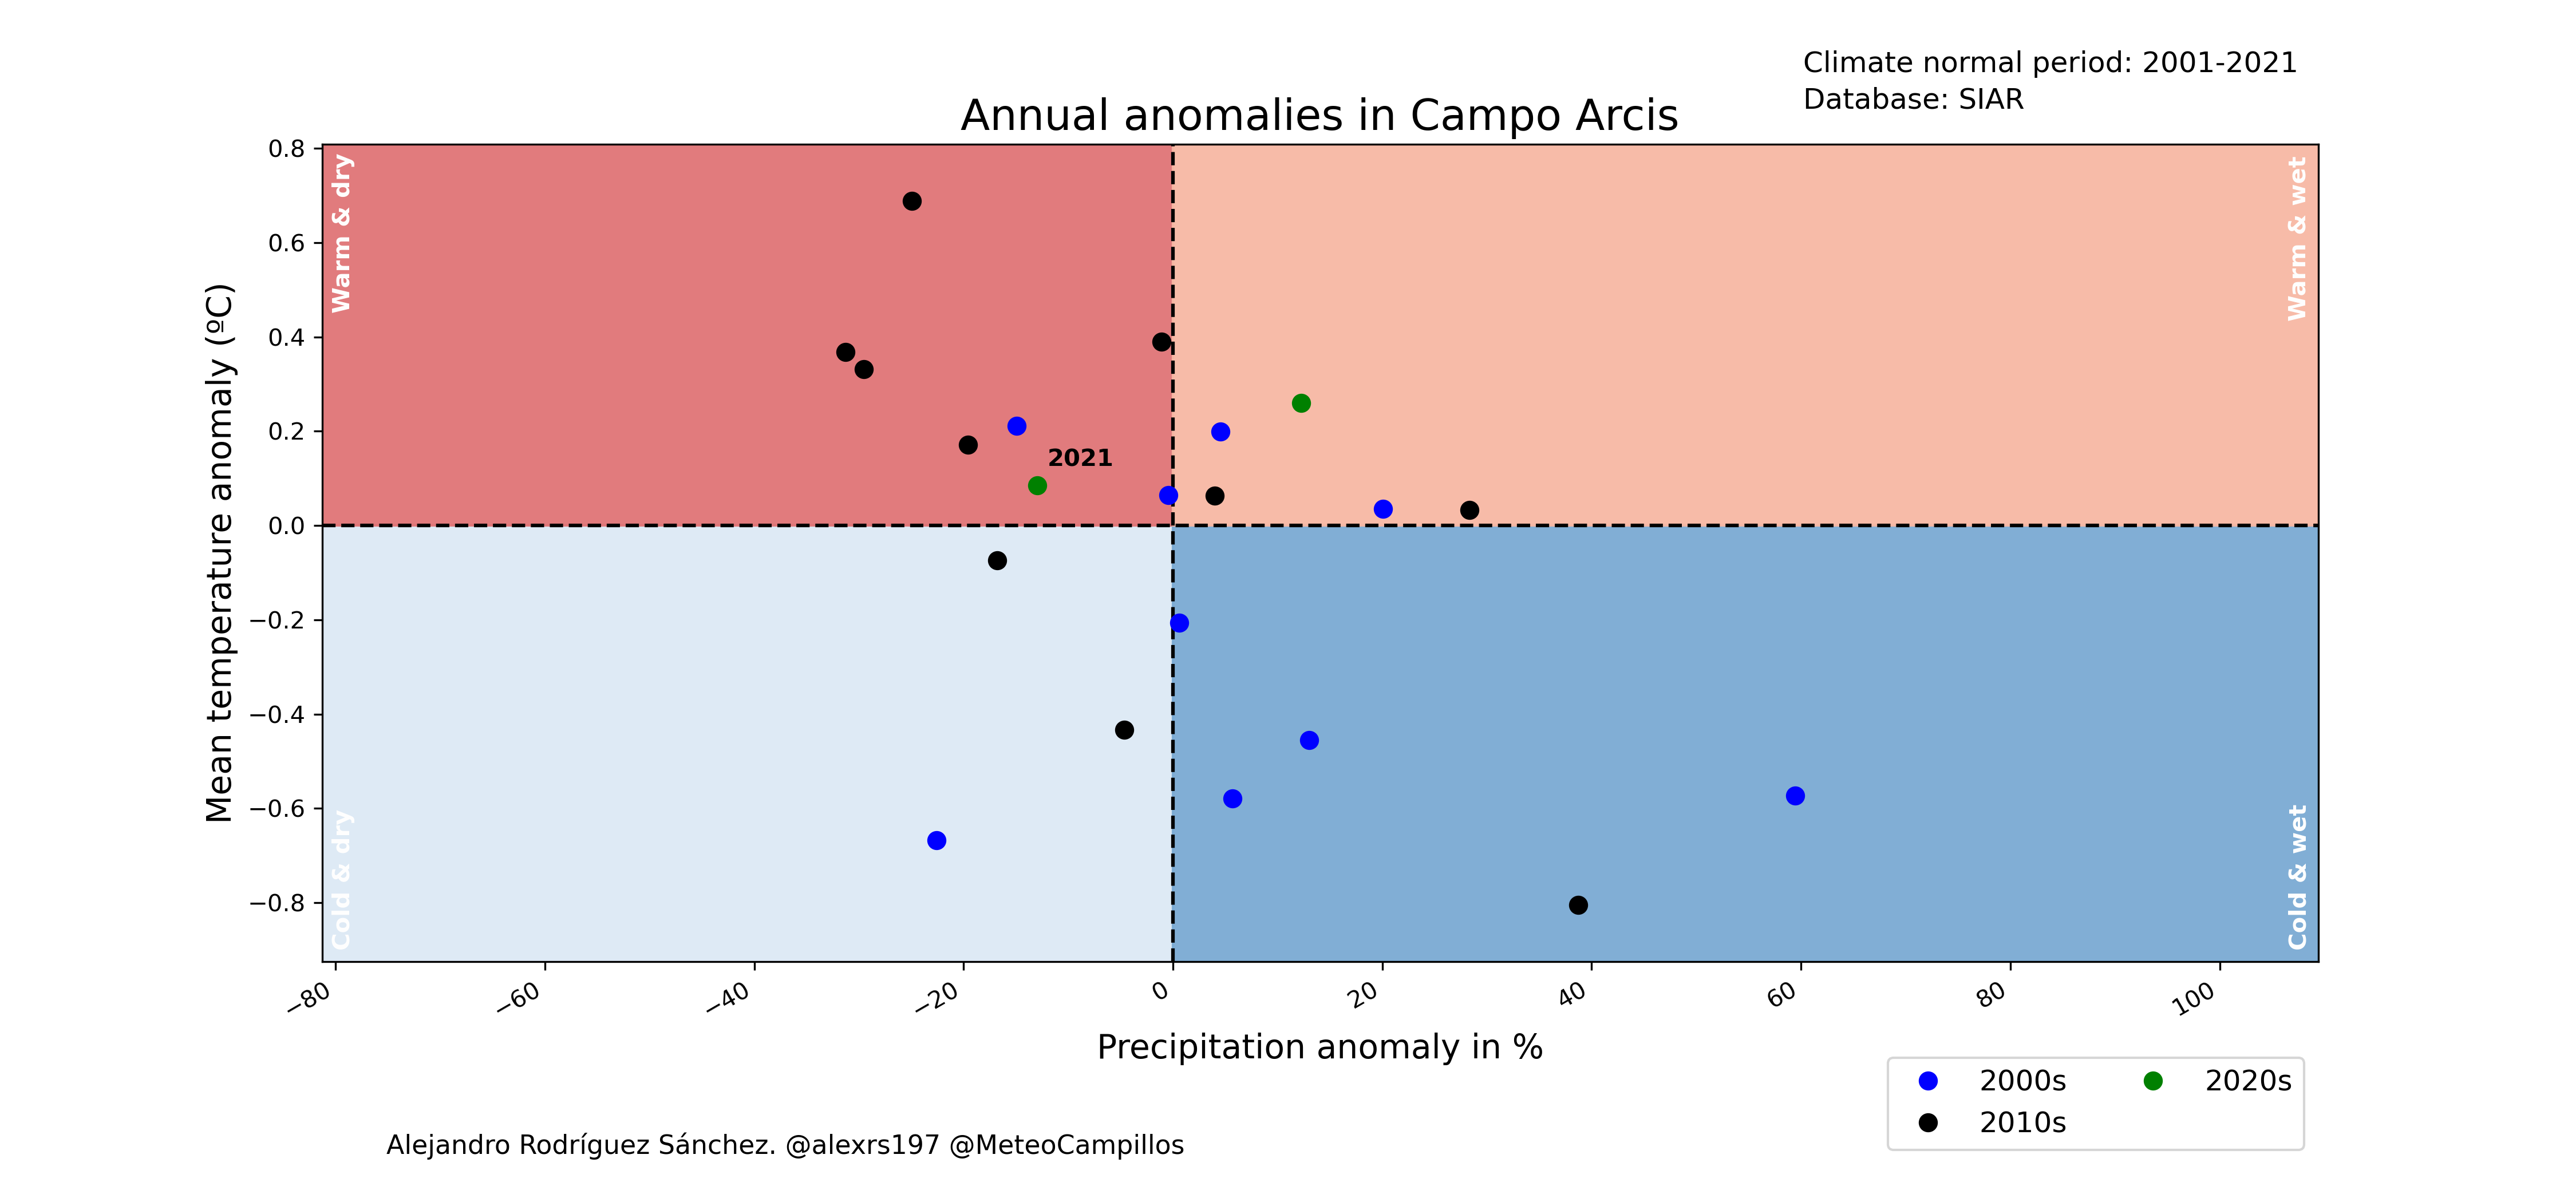 Climate normal period: 2001-2021
Database: SIAR
Annual anomalies in Campo Arcis
Mean temperature anomaly (ºC)
0.8
0.6
0.4
0.2
0.0
−0.2
−0.4
−0.6
−0.8
Warm & dry
Warm & wet
2021
Cold & dry
Cold & wet
−80
−60
−40
−20
0
20
40
60
80
100
Precipitation anomaly in %
2000s
2010s
2020s
Alejandro Rodríguez Sánchez. @alexrs197 @MeteoCampillos